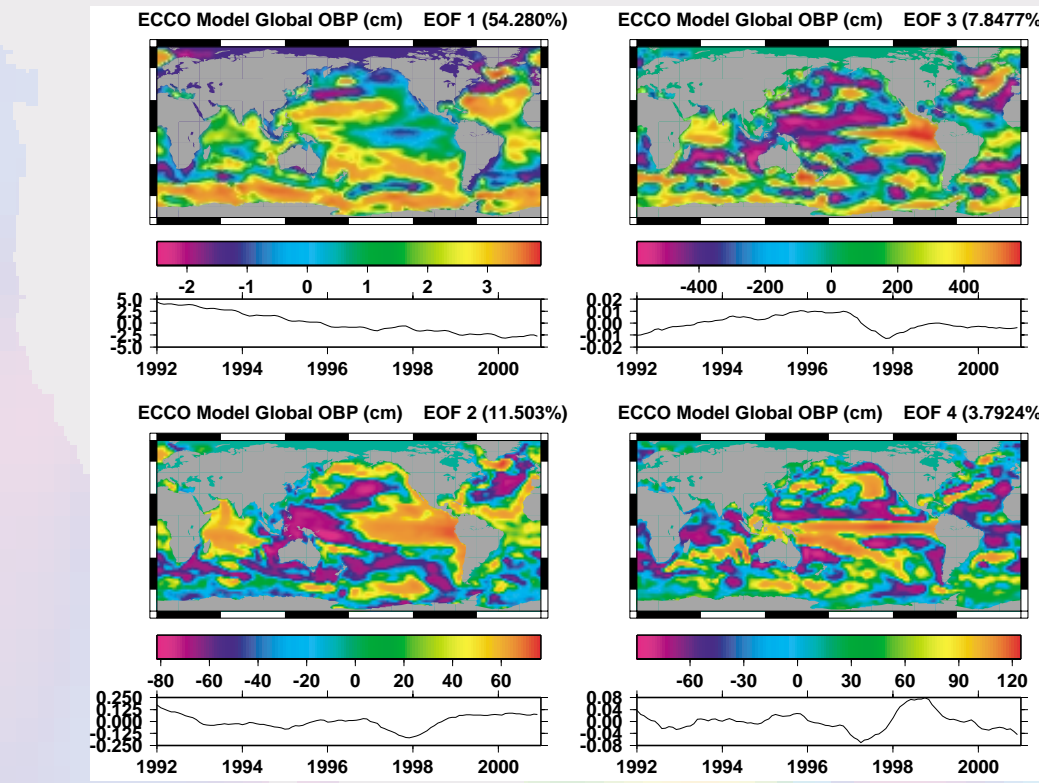 ECCO Model Global OBP (cm) EOF 1 (54.280%)
-2 -1 0 1 2 3
5.0
2.5
0.0
-2.5
-5.0
1992 1994 1996 1998 2000
ECCO Model Global OBP (cm) EOF 3 (7.8477%
-400 -200 0 200 400
0.02
0.01
0.00
-0.01
-0.02
1992 1994 1996 1998 2000
ECCO Model Global OBP (cm) EOF 2 (11.503%)
-80 -60 -40 -20 0 20 40 60
0.250
0.125
0.000
-0.125
-0.250
1992 1994 1996 1998 2000
ECCO Model Global OBP (cm) EOF 4 (3.7924%
-60 -30 0 30 60 90 120
0.08
0.04
0.00
-0.04
-0.08
1992 1994 1996 1998 2000